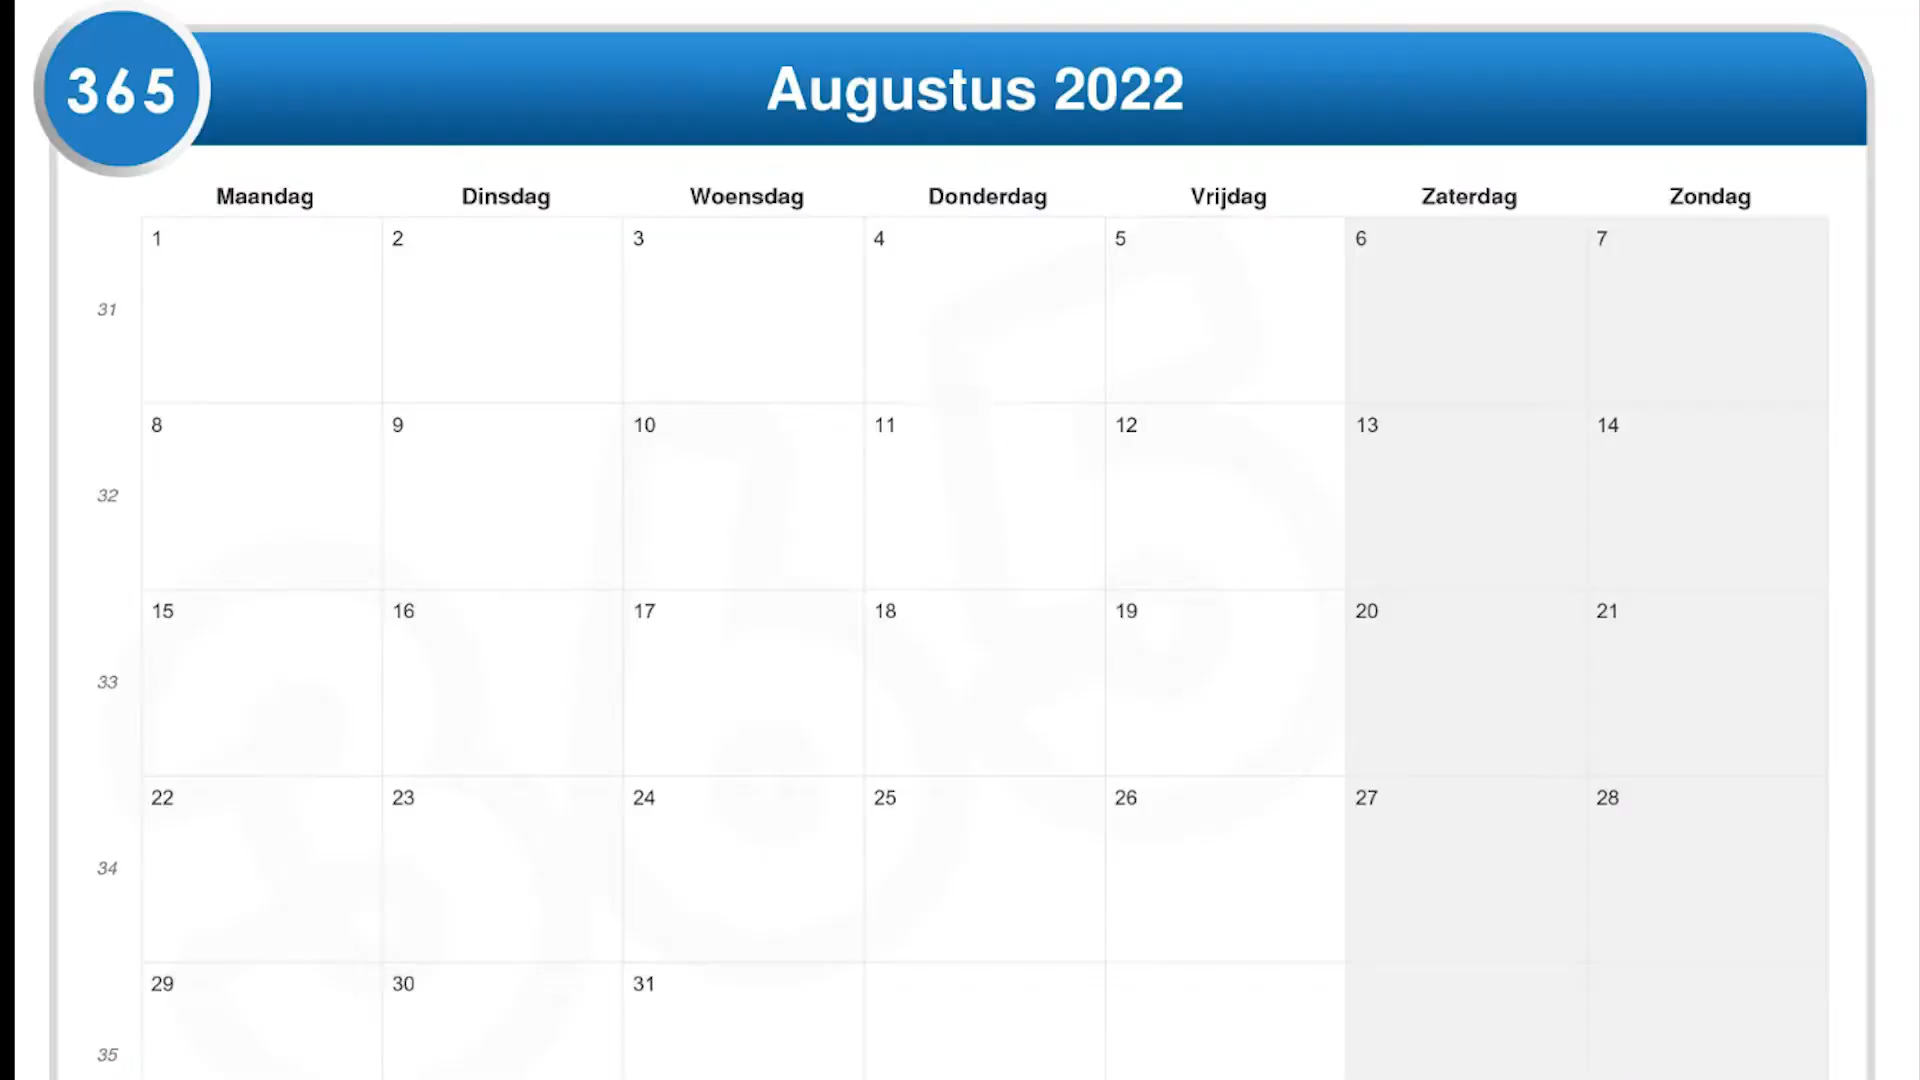 365
Augustus 2022
Maandag Dinsdag Woensdag Donderdag Vrijdag Zaterdag Zondag
1 2 3 4 5 6 7
31
8 9 10 11 12 13 14
32
15 16 17 18 19 20 21
33
22 23 24 25 26 27 28
34
29 30 31
35